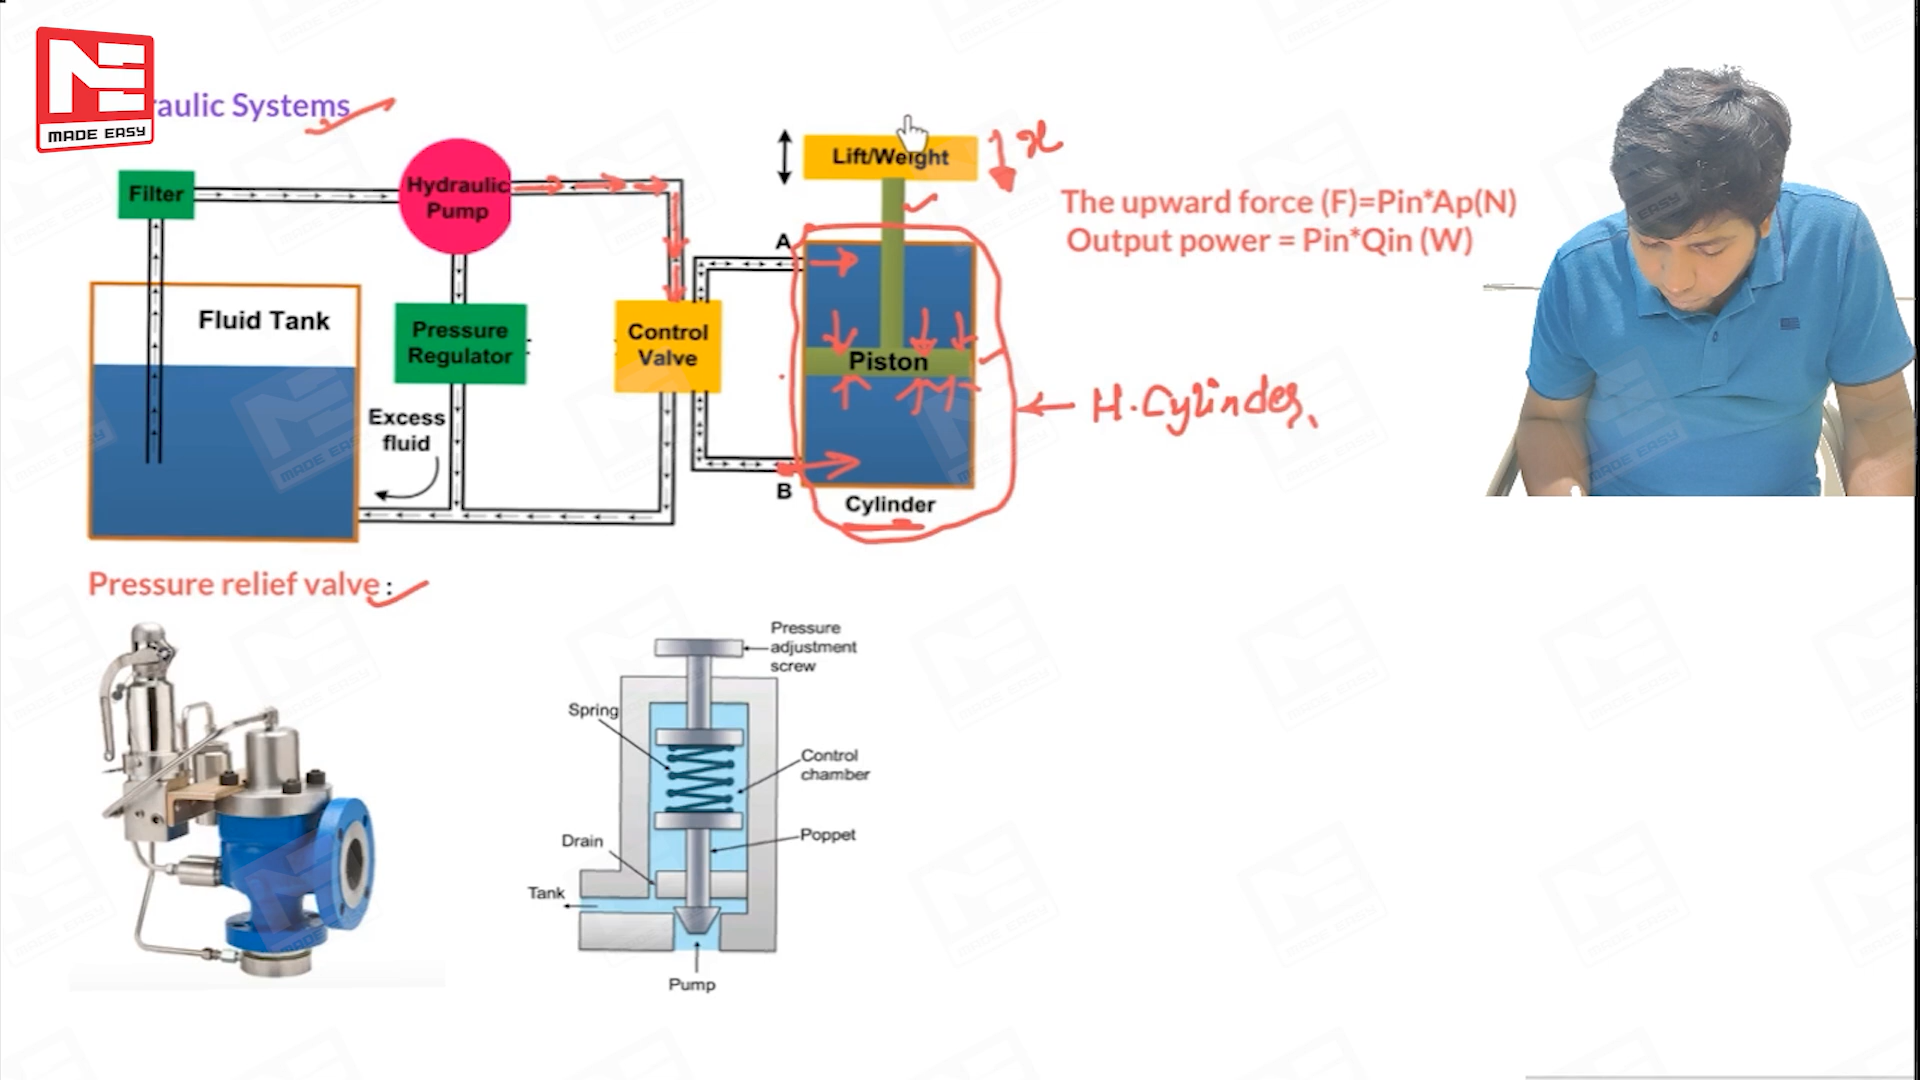 MADE EASY
raulic Systems
Filter
Hydraulic
Pump
Lift/Weight
x
The upward force (F)=Pin*Ap(N)
Output power = Pin*Qin (W)
A
Fluid Tank
Pressure
Regulator
Control
Valve
Piston
Excess
fluid
H. Cylinder,
B
Cylinder
Pressure relief valve :
Pressure
adjustment
screw
Spring
Control
chamber
Poppet
Drain
Tank
Pump